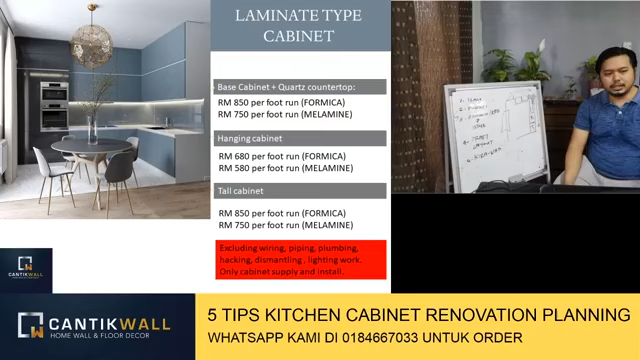 LAMINATE TYPE
CABINET
Base Cabinet + Quartz countertop:
RM 850 per foot run (FORMICA)
RM 750 per foot run (MELAMINE)
Hanging cabinet
RM 680 per foot run (FORMICA)
RM 580 per foot run (MELAMINE)
Tall cabinet
RM 850 per foot run (FORMICA)
RM 750 per foot run (MELAMINE)
Excluding wiring, piping, plumbing,
hacking, dismantling , lighting work.
Only cabinet supply and install.
CANTIKWALL
CANTIKWALL
HOME WALL & FLOOR DECOR
5 TIPS KITCHEN CABINET RENOVATION PLANNING
WHATSAPP KAMI DI 0184667033 UNTUK ORDER